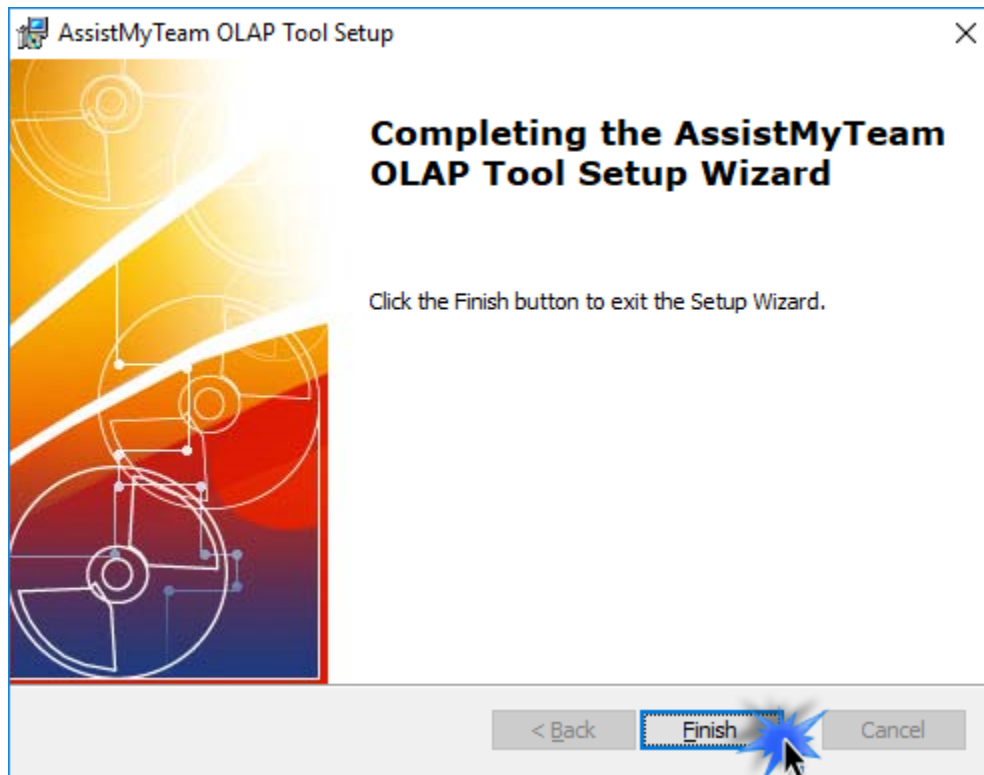 AssistMyTeam OLAP Tool Setup
Completing the AssistMyTeam
OLAP Tool Setup Wizard
Click the Finish button to exit the Setup Wizard.
< Back
Finish
Cancel